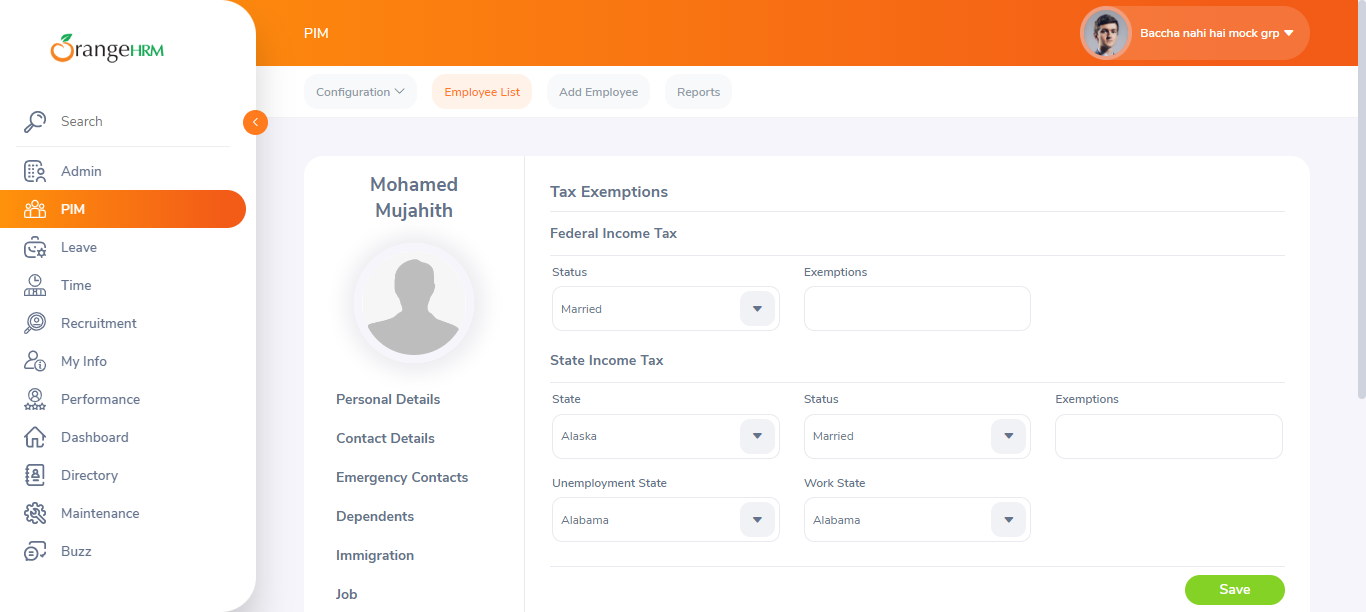 OrangeHRM
Search
Admin
PIM
Leave
Time
Recruitment
My Info
Performance
Dashboard
Directory
Maintenance
Buzz
PIM
Baccha nahi hai mock grp
Configuration
Employee List
Add Employee
Reports
Mohamed
Mujahith
Personal Details
Contact Details
Emergency Contacts
Dependents
Immigration
Job
Tax Exemptions
Federal Income Tax
Status
Exemptions
Married
State Income Tax
State
Status
Exemptions
Alaska
Married
Unemployment State
Work State
Alabama
Alabama
Save